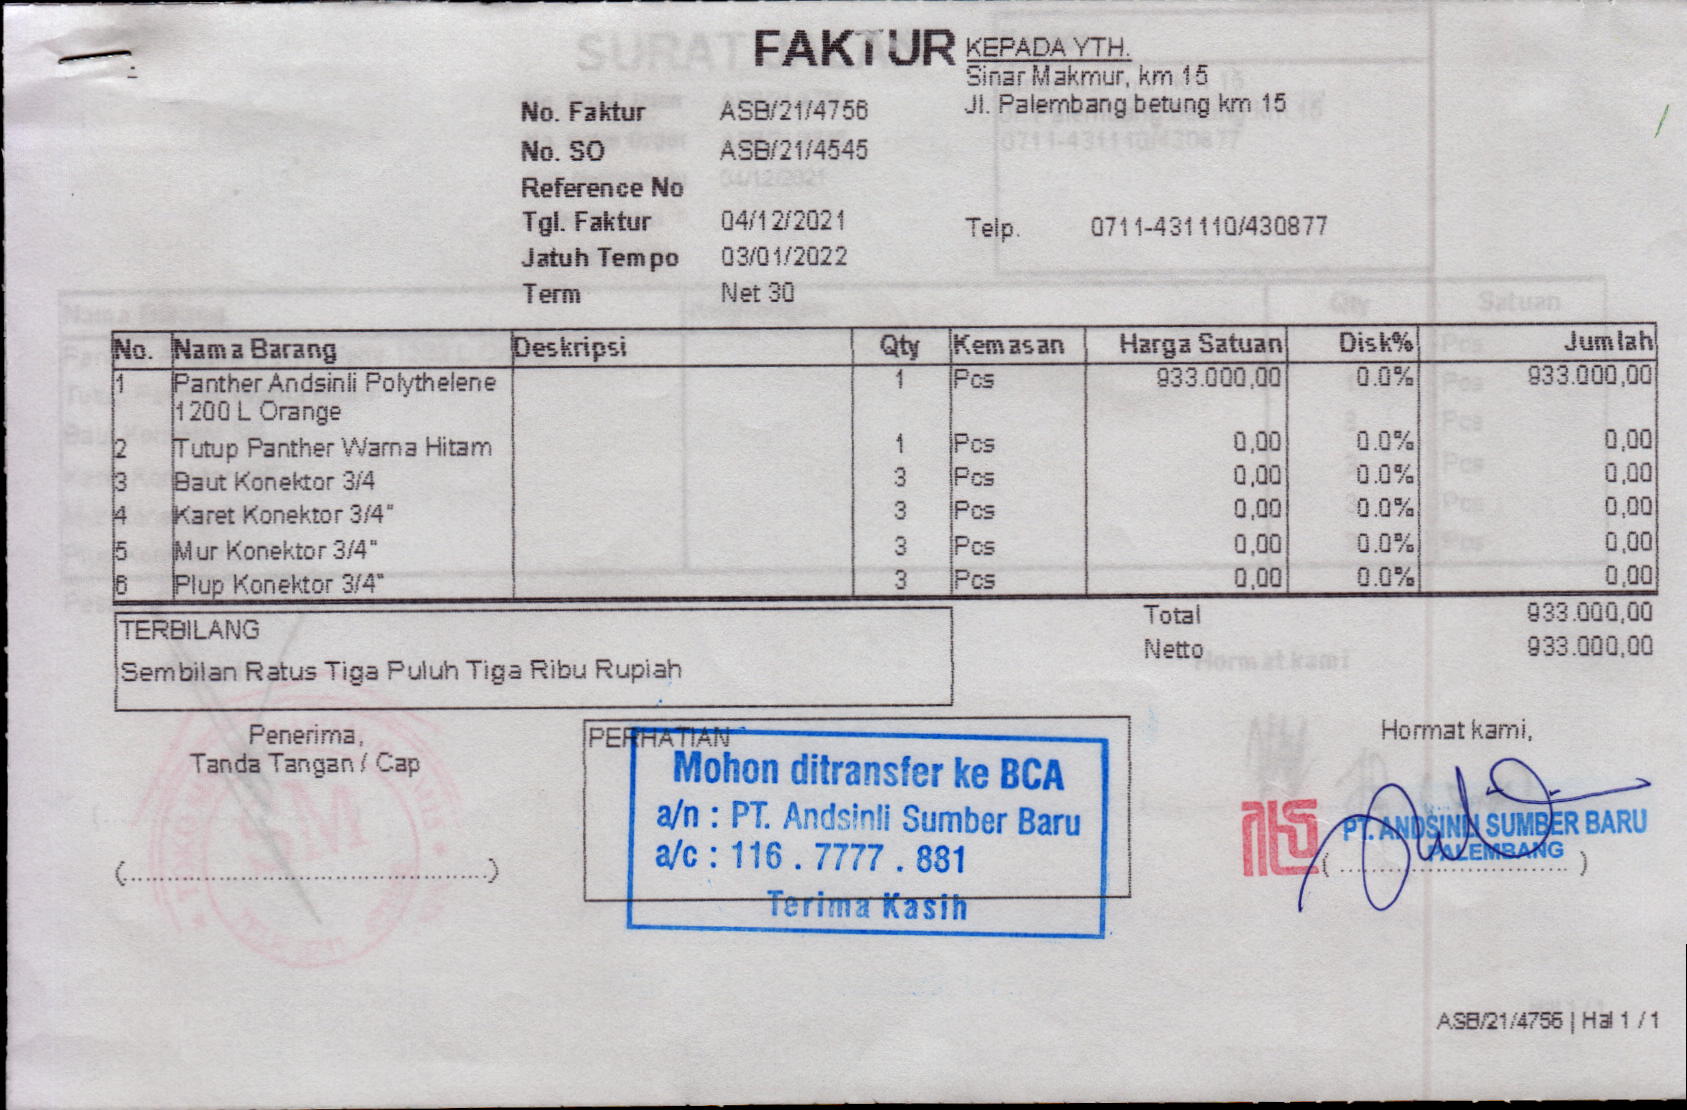 FAKTUR
KEPADA YTH.
Sinar Makmur, km 15
Jl. Palembang betung km 15
No. Faktur ASB/21/4756
No. SO ASB/21/4545
Reference No
Tgl. Faktur 04/12/2021
Telp. 0711-431110/430877
Jatuh Tempo 03/01/2022
Term Net 30
No. Nama Barang Deskripsi Qty Kemasan Harga Satuan Disk% Jumlah
1 Panther Andsinli Polythelene 1 Pcs 933.000,00 0.0% 933.000,00
1200 L Orange
2 Tutup Panther Warna Hitam 1 Pcs 0,00 0.0% 0,00
3 Baut Konektor 3/4 3 Pcs 0,00 0.0% 0,00
4 Karet Konektor 3/4" 3 Pcs 0,00 0.0% 0,00
5 Mur Konektor 3/4" 3 Pcs 0,00 0.0% 0,00
6 Plup Konektor 3/4" 3 Pcs 0,00 0.0% 0,00
Total 933.000,00
Netto 933.000,00
TERBILANG
Sembilan Ratus Tiga Puluh Tiga Ribu Rupiah
Penerima,
Tanda Tangan / Cap
(................................................)
PERHATIAN
Mohon ditransfer ke BCA
a/n : PT. Andsinli Sumber Baru
a/c : 116 . 7777 . 881
Terima Kasih
Hormat kami,
PT. ANDSINLI SUMBER BARU
PALEMBANG
(................................)
ASB/21/4756 | Hal 1 / 1